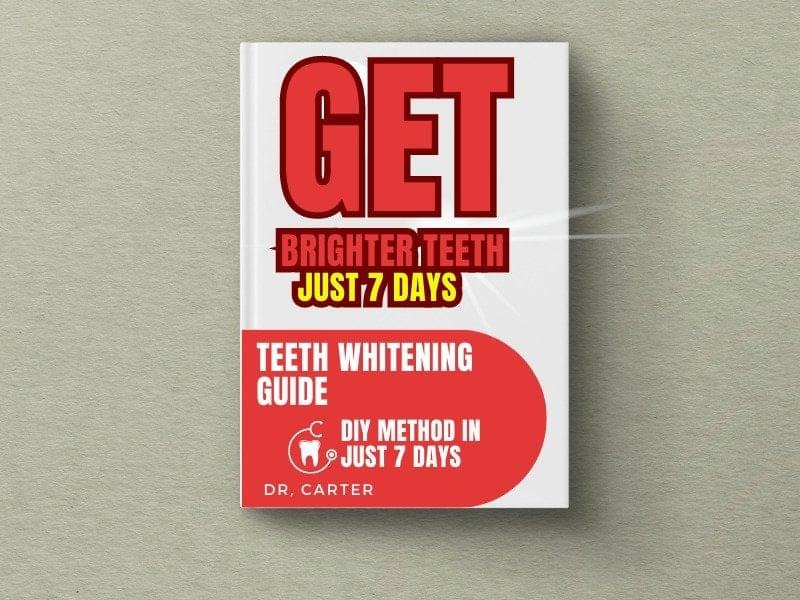 GET
BRIGHTER TEETH
JUST 7 DAYS
TEETH WHITENING
GUIDE
DIY METHOD IN
JUST 7 DAYS
DR, CARTER